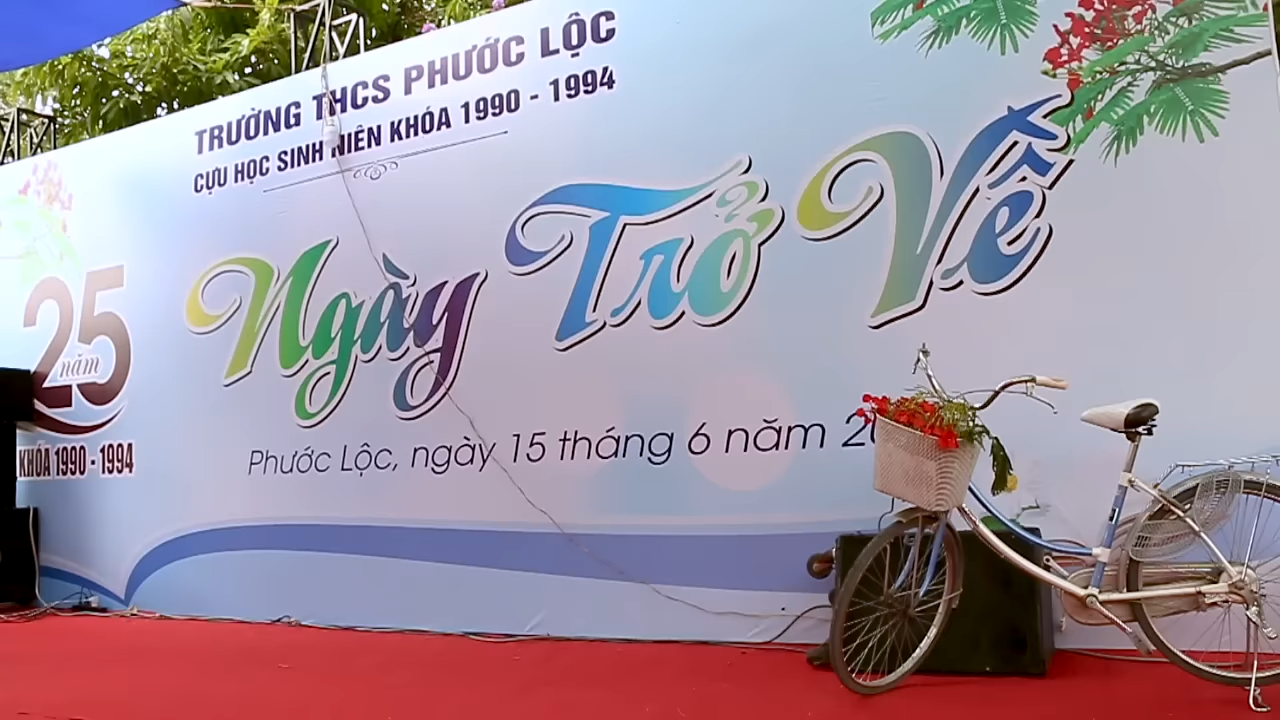 TRƯỜNG THCS PHƯỚC LỘC
CỰU HỌC SINH NIÊN KHÓA 1990 - 1994
Ngày Trở Về
25
năm
KHÓA 1990 - 1994
Phước Lộc, ngày 15 tháng 6 năm